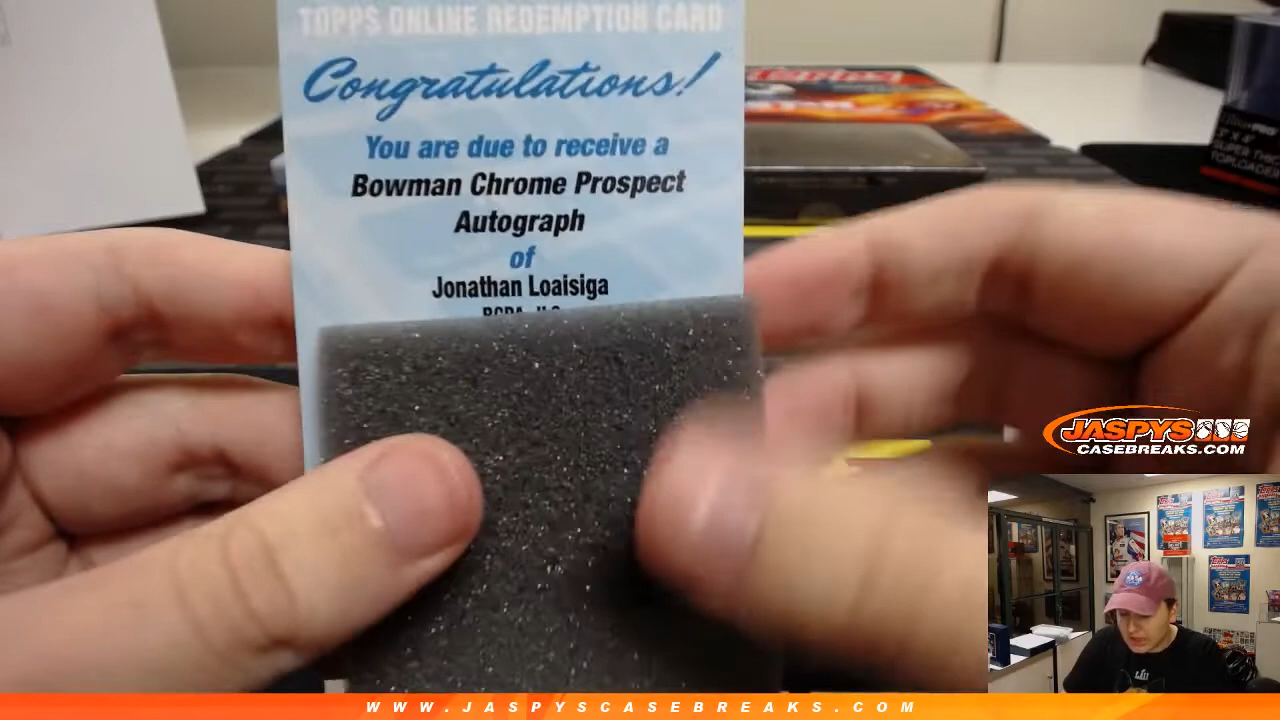 TOPPS ONLINE REDEMPTION CARD
Congratulations!
You are due to receive a
Bowman Chrome Prospect
Autograph
of
Jonathan Loaisiga
TOPLOADER
JASPYS
CASEBREAKS.COM
WWW.JASPYSCASEBREAKS.COM